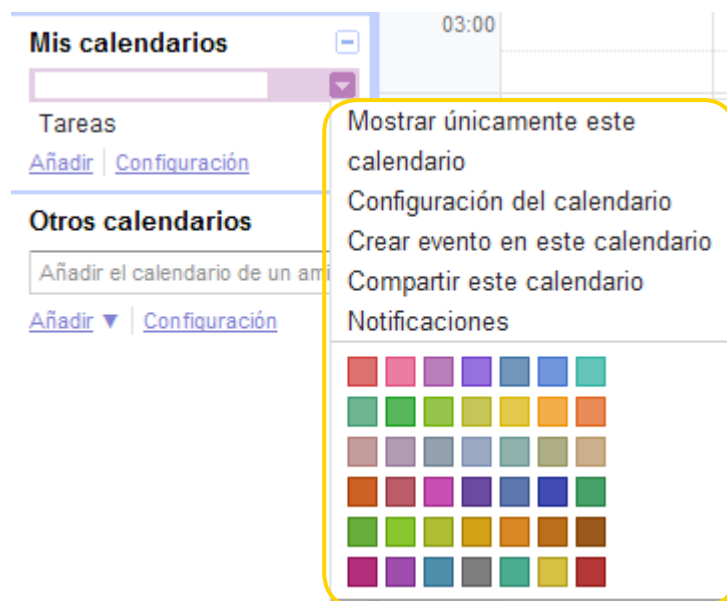 03:00
Mis calendarios
Tareas
Añadir Configuración
Otros calendarios
Añadir el calendario de un ami
Añadir ▼ Configuración
Mostrar únicamente este
calendario
Configuración del calendario
Crear evento en este calendario
Compartir este calendario
Notificaciones